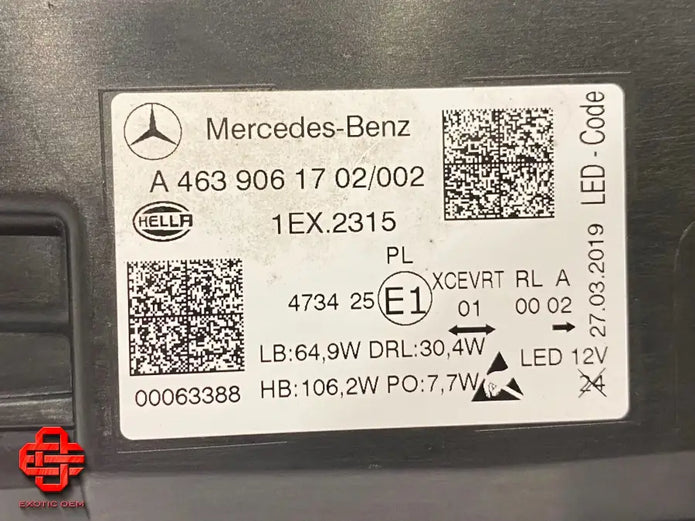 Mercedes-Benz
A 463 906 17 02/002
HELLA
1EX.2315
PL
4734 25 E1
XCEVRT RL A
01 00 02
LB:64,9W DRL:30,4W
HB:106,2W PO:7,7W
LED 12V
24
00063388
27.03.2019 LED - Code
EXOTIC OEM